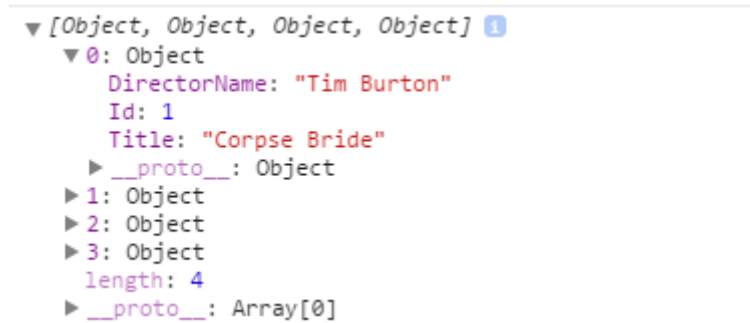 [Object, Object, Object, Object] i
0: Object
DirectorName: "Tim Burton"
Id: 1
Title: "Corpse Bride"
__proto__: Object
1: Object
2: Object
3: Object
length: 4
__proto__: Array[0]